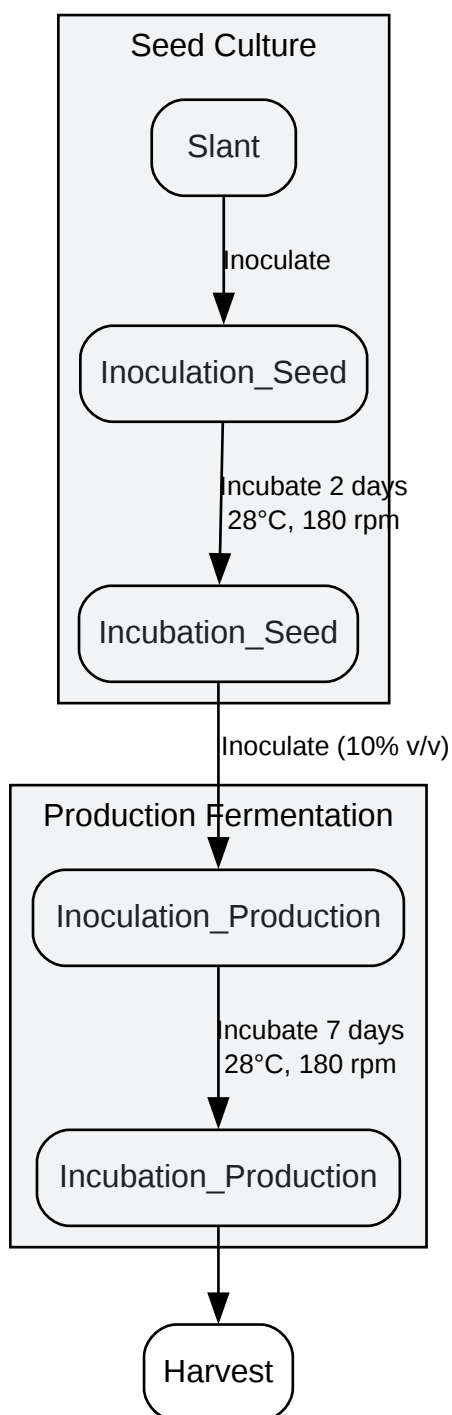 Seed Culture
Slant
Inoculate
Inoculation_Seed
Incubate 2 days
28°C, 180 rpm
Incubation_Seed
Inoculate (10% v/v)
Production Fermentation
Inoculation_Production
Incubate 7 days
28°C, 180 rpm
Incubation_Production
Harvest